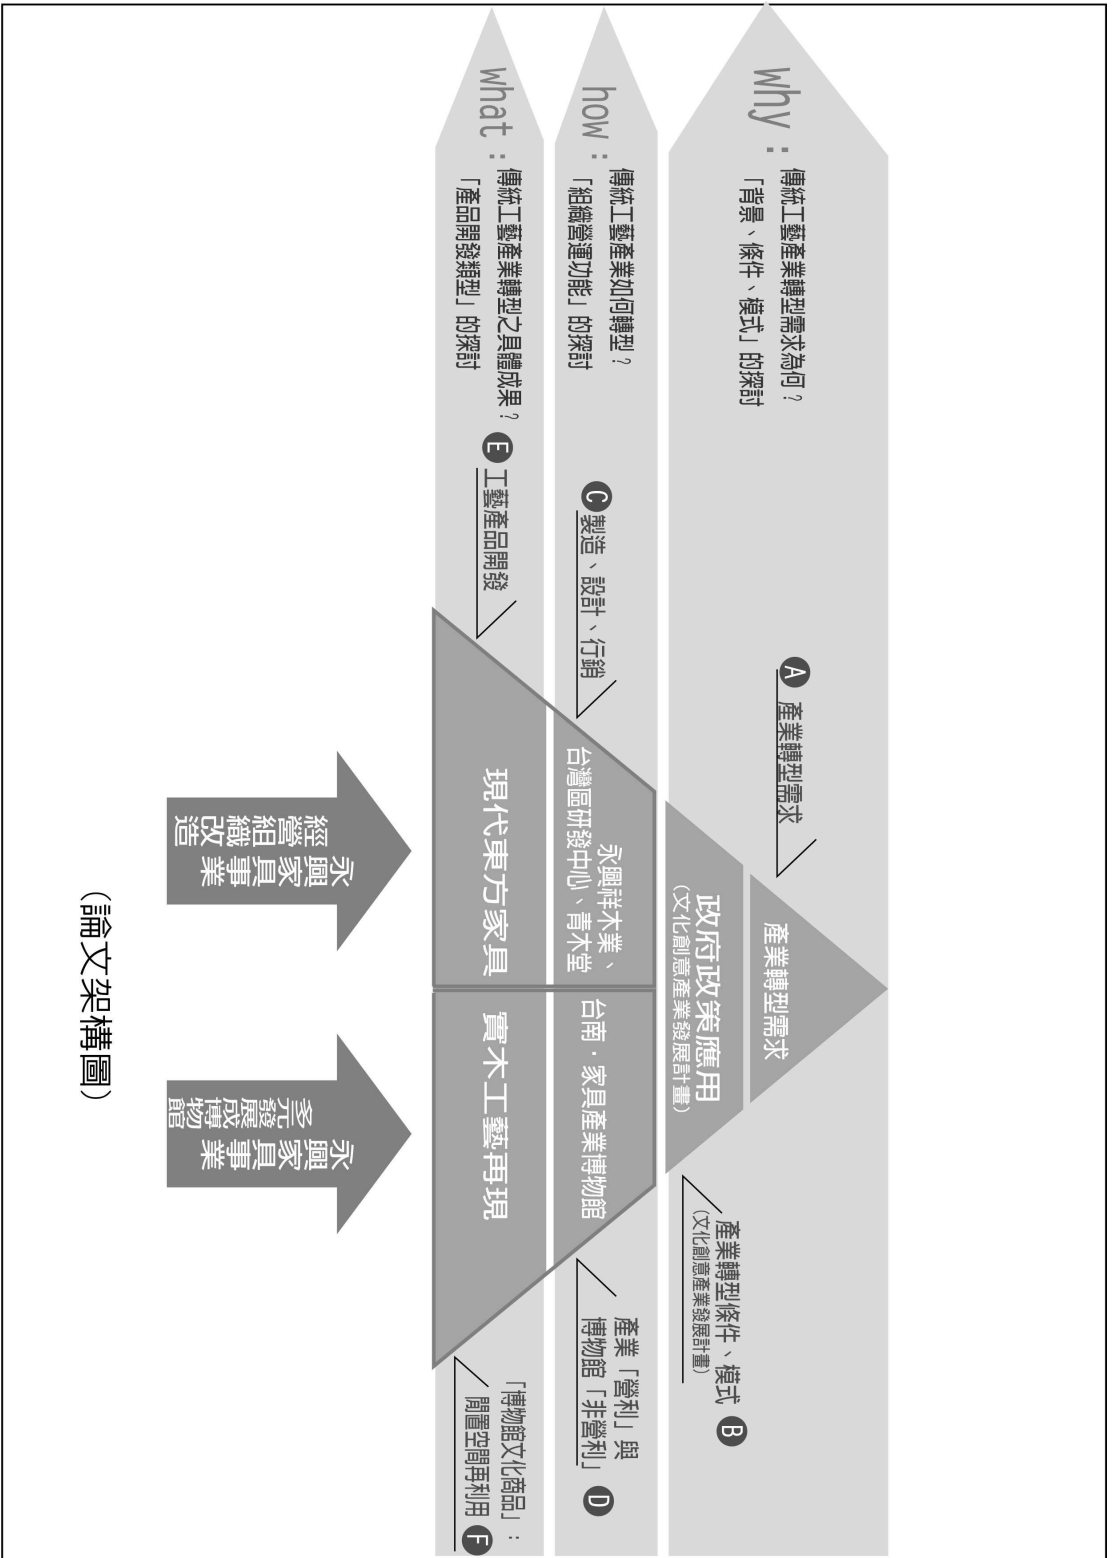 why：
傳統工藝產業轉型需求為何？
「背景、條件、模式」的探討
A
產業轉型需求
產業轉型需求
政府政策應用
(文化創意產業發展計畫)
產業轉型條件、模式
(文化創意產業發展計畫)
B
how：
傳統工藝產業如何轉型？
「組織營運功能」的探討
C
製造、設計、行銷
永興祥木業、
台灣區研發中心、青木堂
台南．家具產業博物館
產業「營利」與
博物館「非營利」
D
what：
傳統工藝產業轉型之具體成果？
「產品開發類型」的探討
E
工藝產品開發
現代東方家具
實木工藝再現
「博物館文化商品」：
閒置空間再利用
F
永興家具事業
經營組織改造
永興家具事業
多元發展成博物館
(論文架構圖)